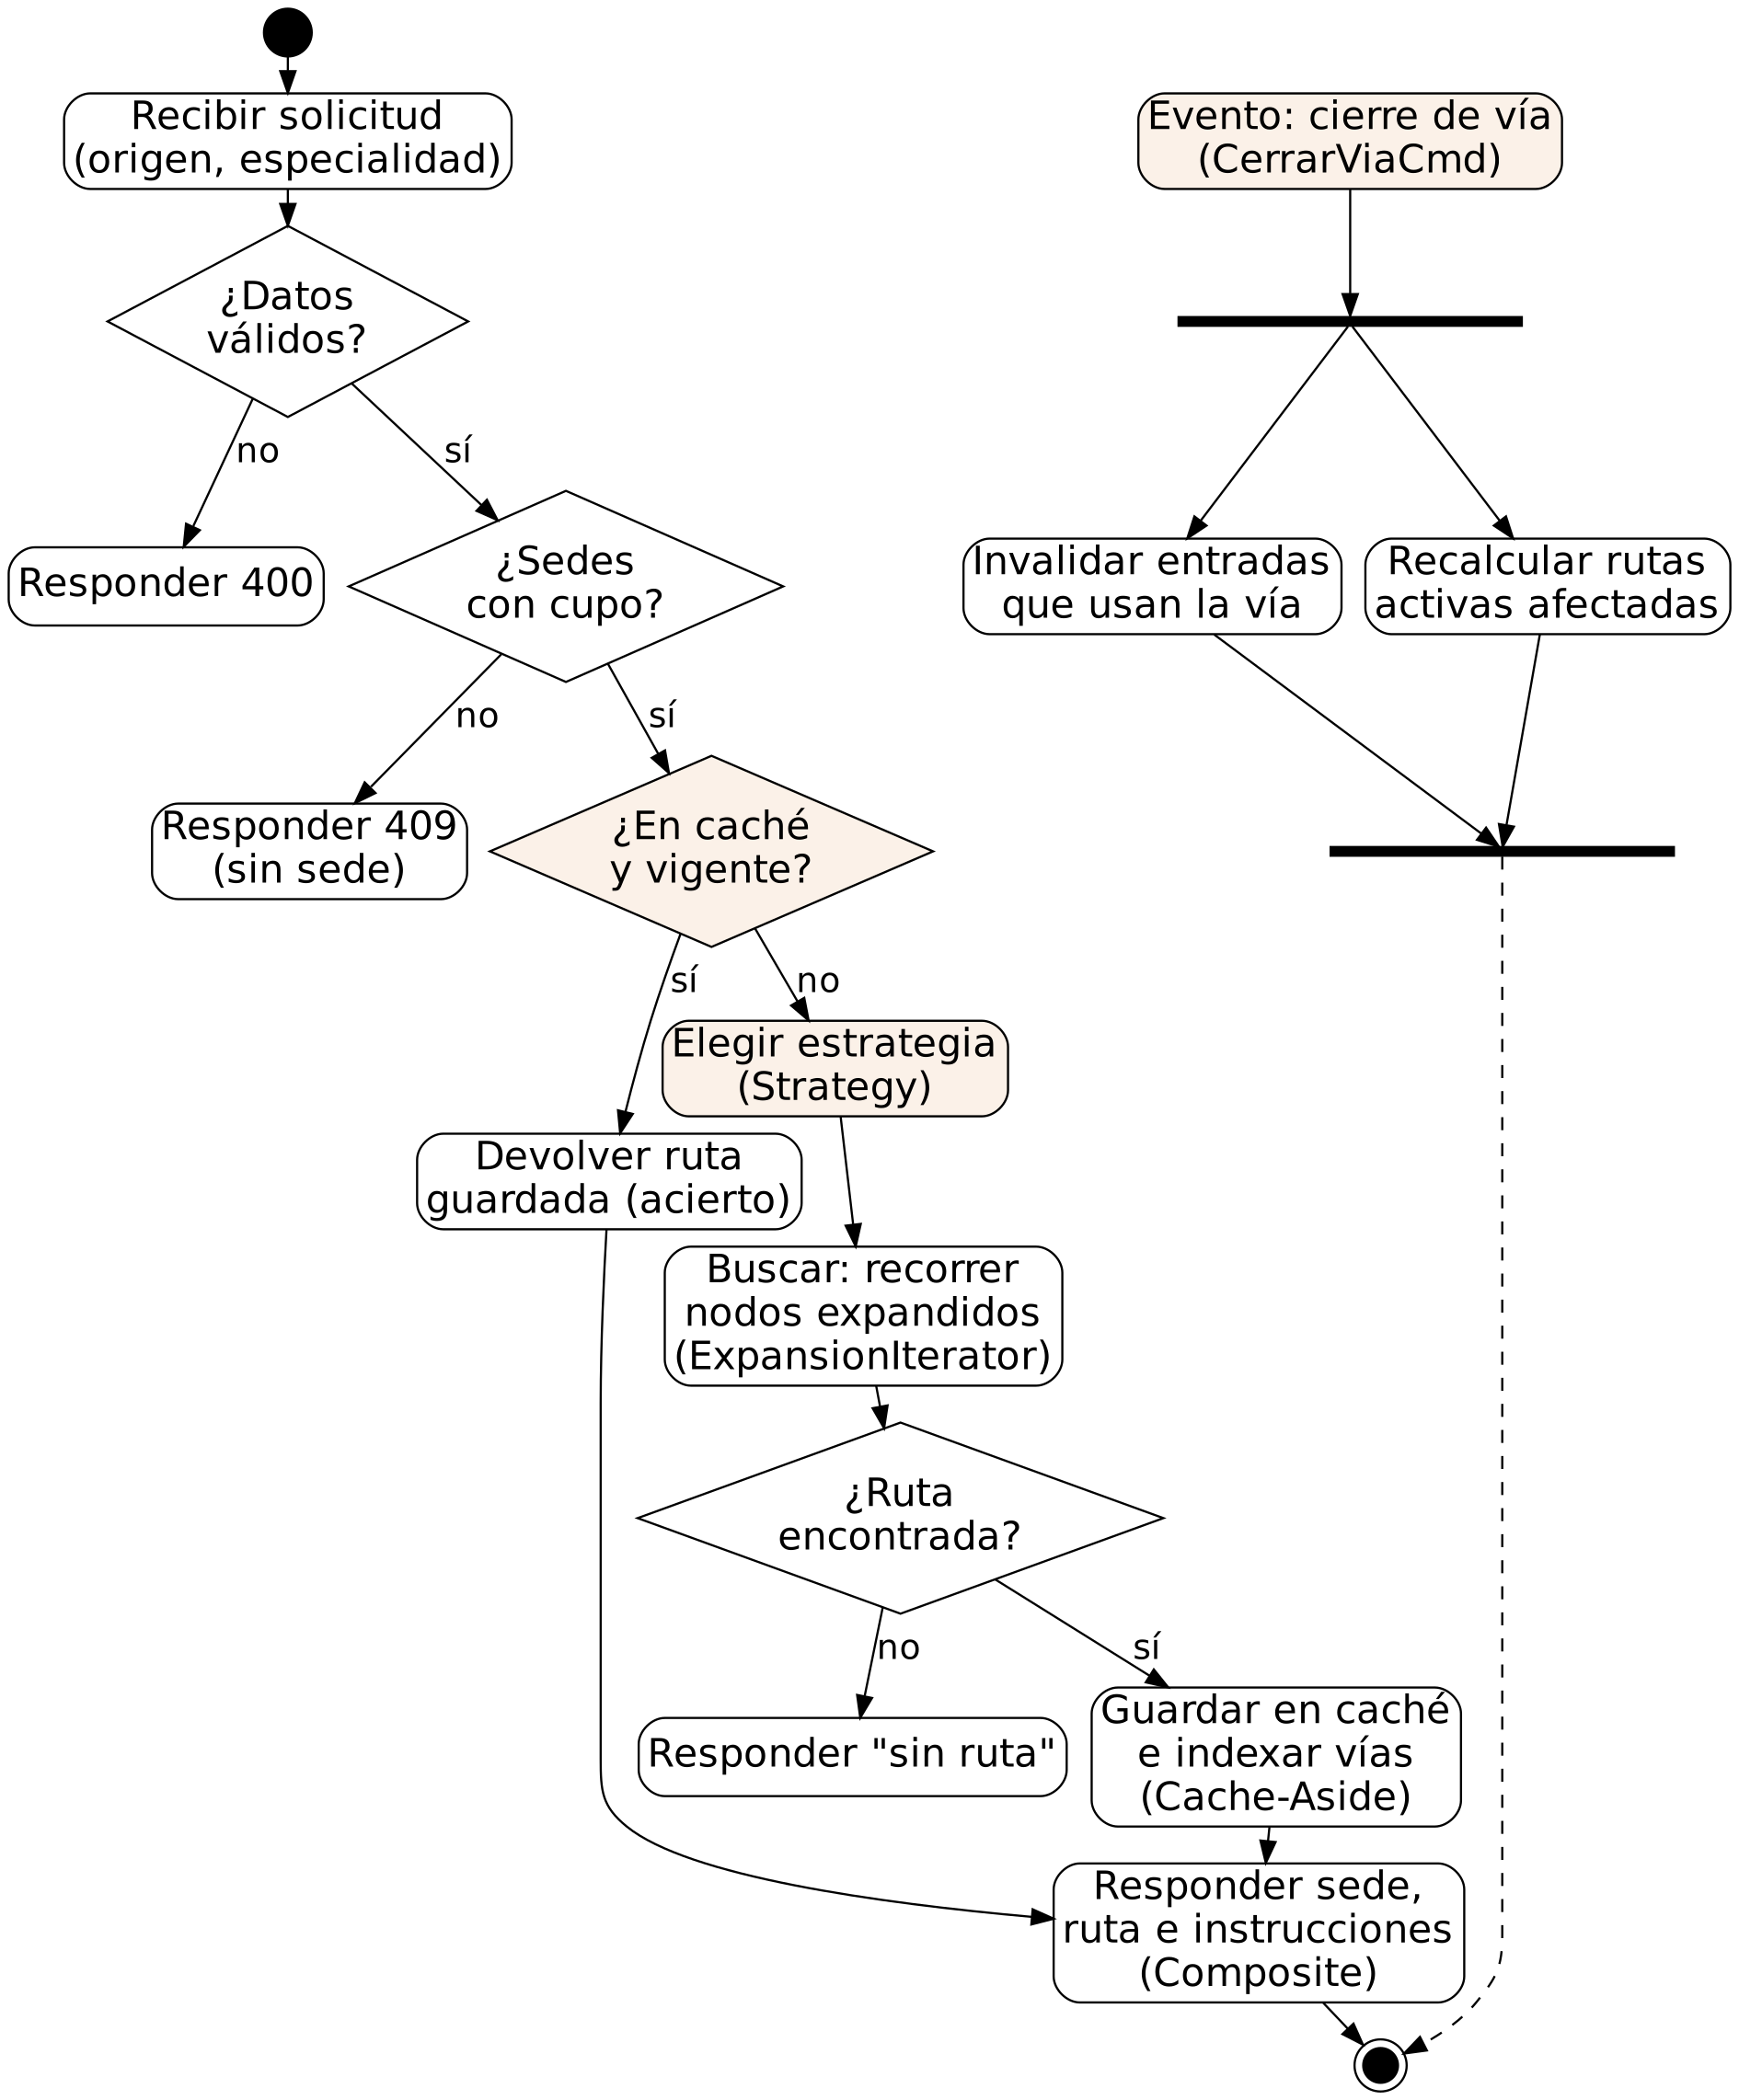 Recibir solicitud
(origen, especialidad)
Evento: cierre de vía
(CerrarViaCmd)
¿Datos
válidos?
no
sí
Responder 400
¿Sedes
con cupo?
Invalidar entradas
que usan la vía
Recalcular rutas
activas afectadas
no
sí
Responder 409
(sin sede)
¿En caché
y vigente?
sí
no
Elegir estrategia
(Strategy)
Devolver ruta
guardada (acierto)
Buscar: recorrer
nodos expandidos
(ExpansionIterator)
¿Ruta
encontrada?
no
sí
Responder "sin ruta"
Guardar en caché
e indexar vías
(Cache-Aside)
Responder sede,
ruta e instrucciones
(Composite)